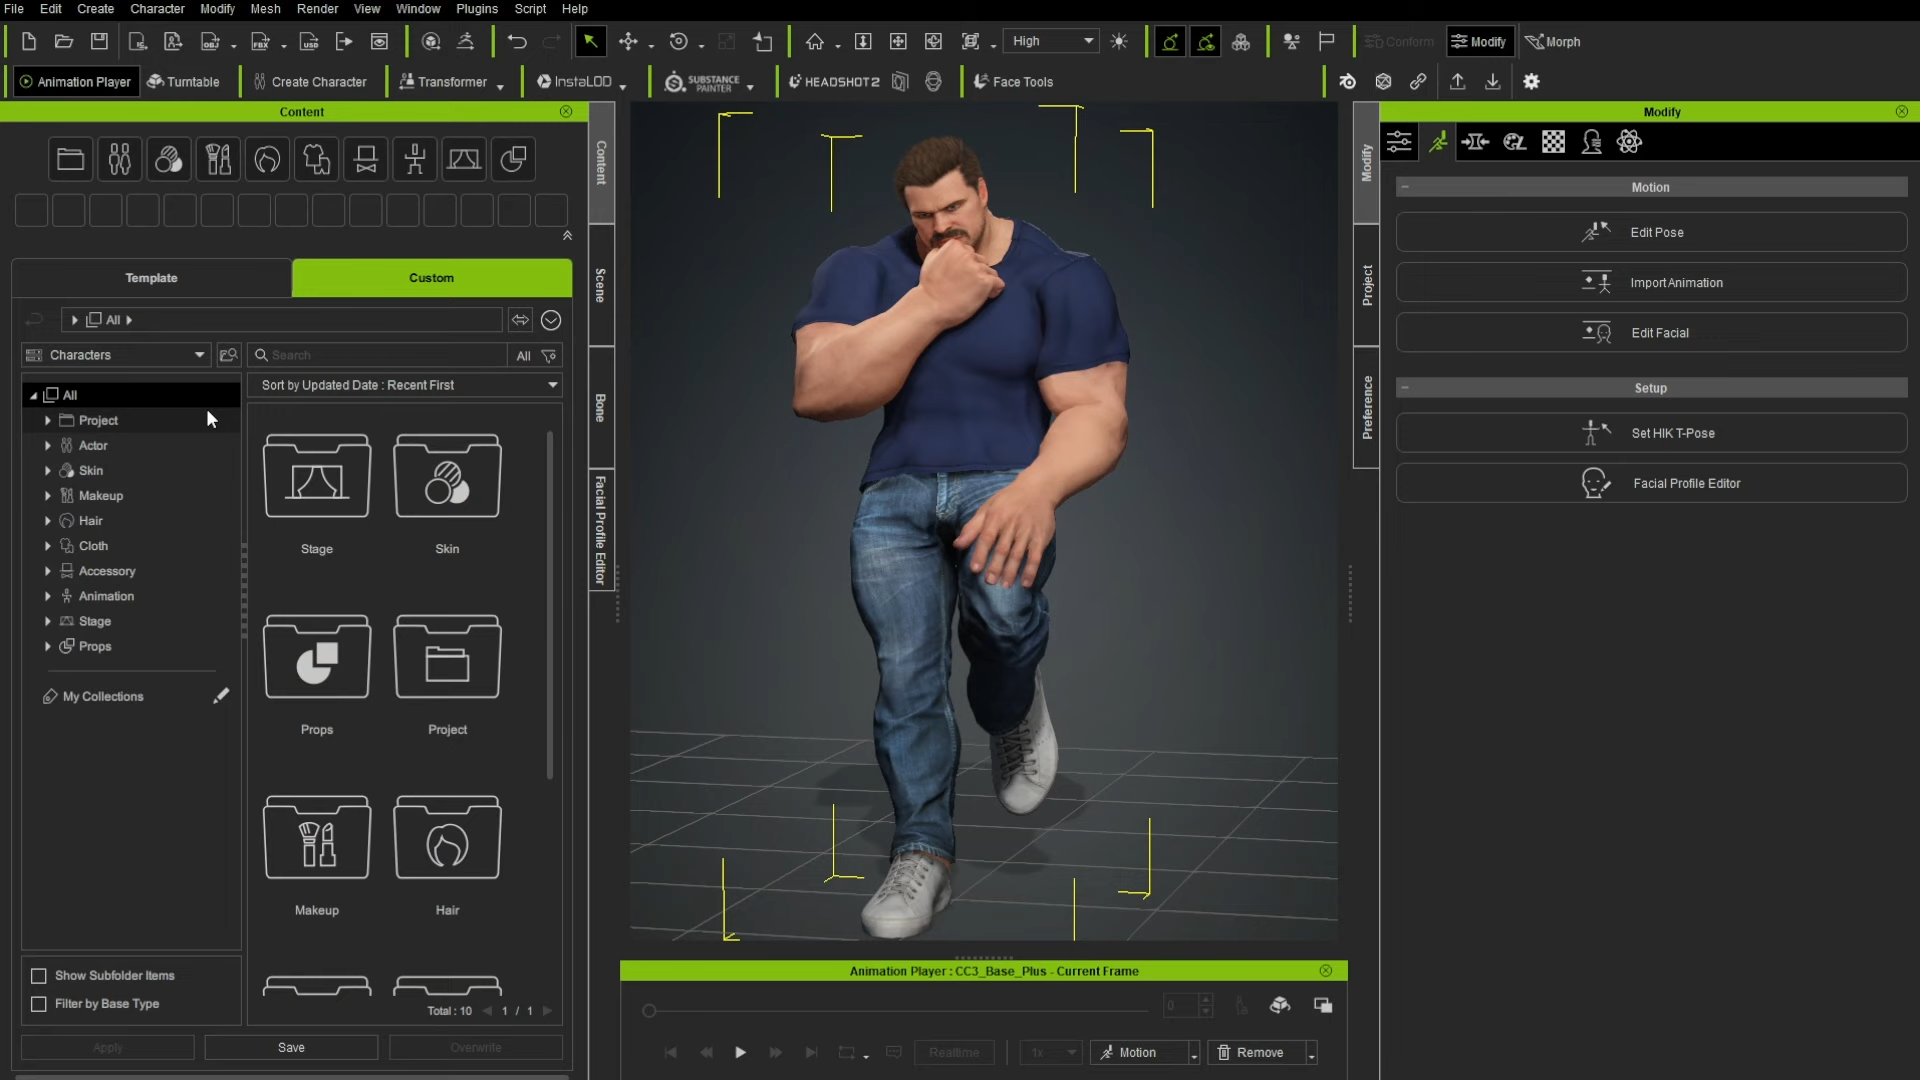 File Edit Create Character Modify Mesh Render View Window Plugins Script Help
High Conform Modify Morph
Animation Player Turntable Create Character Transformer InstaLOD SUBSTANCE PAINTER HEADSHOT 2 Face Tools
Content
Content
Scene
Bone
Facial Profile Editor
Template Custom
All
Characters
Search
All
Sort by Updated Date : Recent First
All
Project
Actor
Skin
Makeup
Hair
Cloth
Accessory
Animation
Stage
Props
My Collections
Stage Skin
Props Project
Makeup Hair
Show Subfolder Items
Filter by Base Type
Total : 10 1 / 1
Apply Save Overwrite
Animation Player : CC3_Base_Plus - Current Frame
0
Realtime 1x Motion Remove
Modify
Project
Preference
Modify
Motion
Edit Pose
Import Animation
Edit Facial
Setup
Set HIK T-Pose
Facial Profile Editor